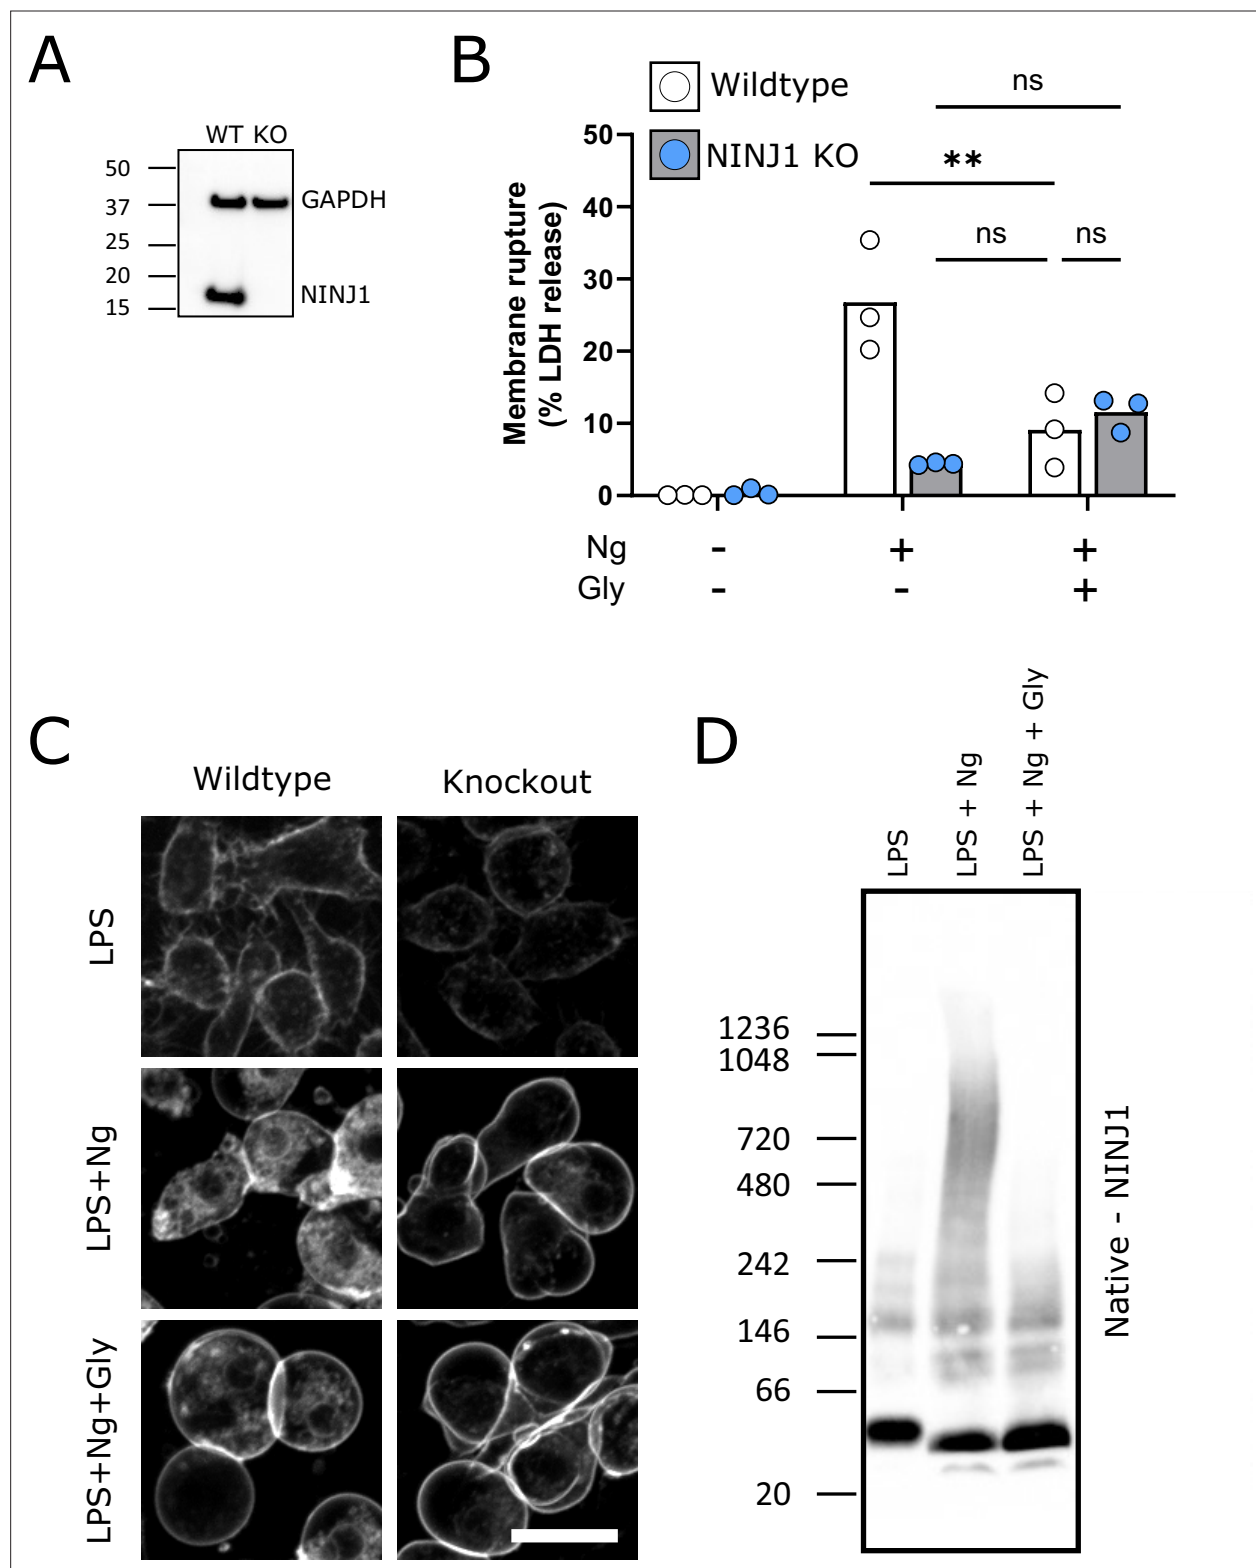 A
WT KO
50
37
25
20
15
GAPDH
NINJ1
B
Wildtype
NINJ1 KO
ns
**
ns
ns
Membrane rupture
(% LDH release)
50
40
30
20
10
0
Ng - + +
Gly - - +
C
Wildtype Knockout
LPS
LPS+Ng
LPS+Ng+Gly
D
LPS
LPS + Ng
LPS + Ng + Gly
1236
1048
720
480
242
146
66
20
Native - NINJ1